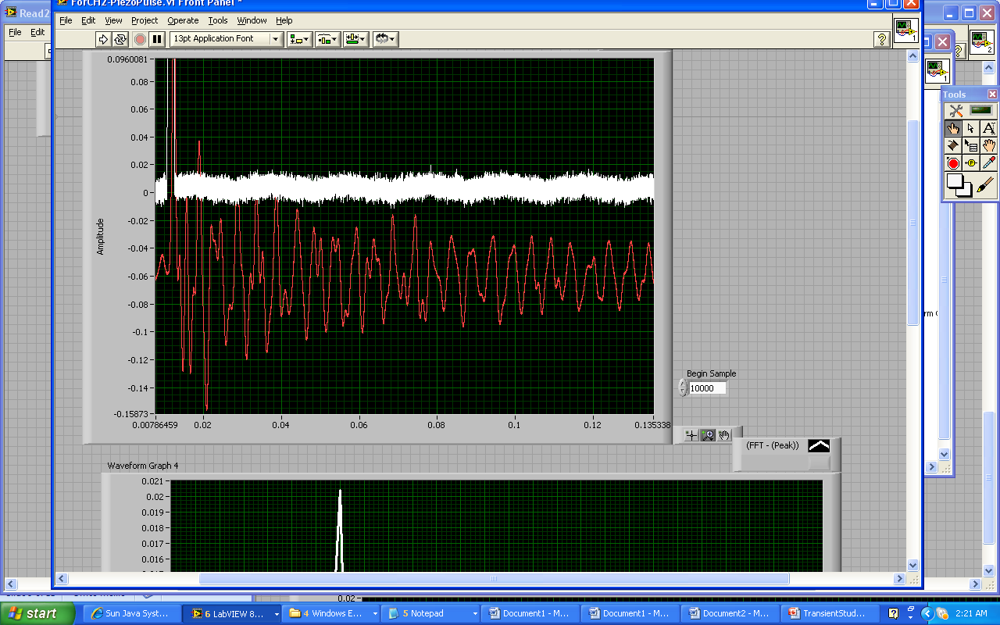 Read2
ForCH2-PiezoPulse.vi Front Panel *
File Edit
File Edit View Project Operate Tools Window Help
13pt Application Font
1
2
1
Tools
0.0960081
0.08
0.06
0.04
0.02
0
-0.02
-0.04
-0.06
-0.08
-0.1
-0.12
-0.14
-0.15873
Amplitude
0.00786459 0.02 0.04 0.06 0.08 0.1 0.12 0.135338
Begin Sample
10000
(FFT - (Peak))
Waveform Graph 4
0.021
0.02
0.019
0.018
0.017
0.016
0.02
start
Sun Java Syst...
6 LabVIEW 8...
4 Windows E...
5 Notepad
Document1 - M...
Document1 - M...
Document2 - M...
TransientStud...
2:21 AM